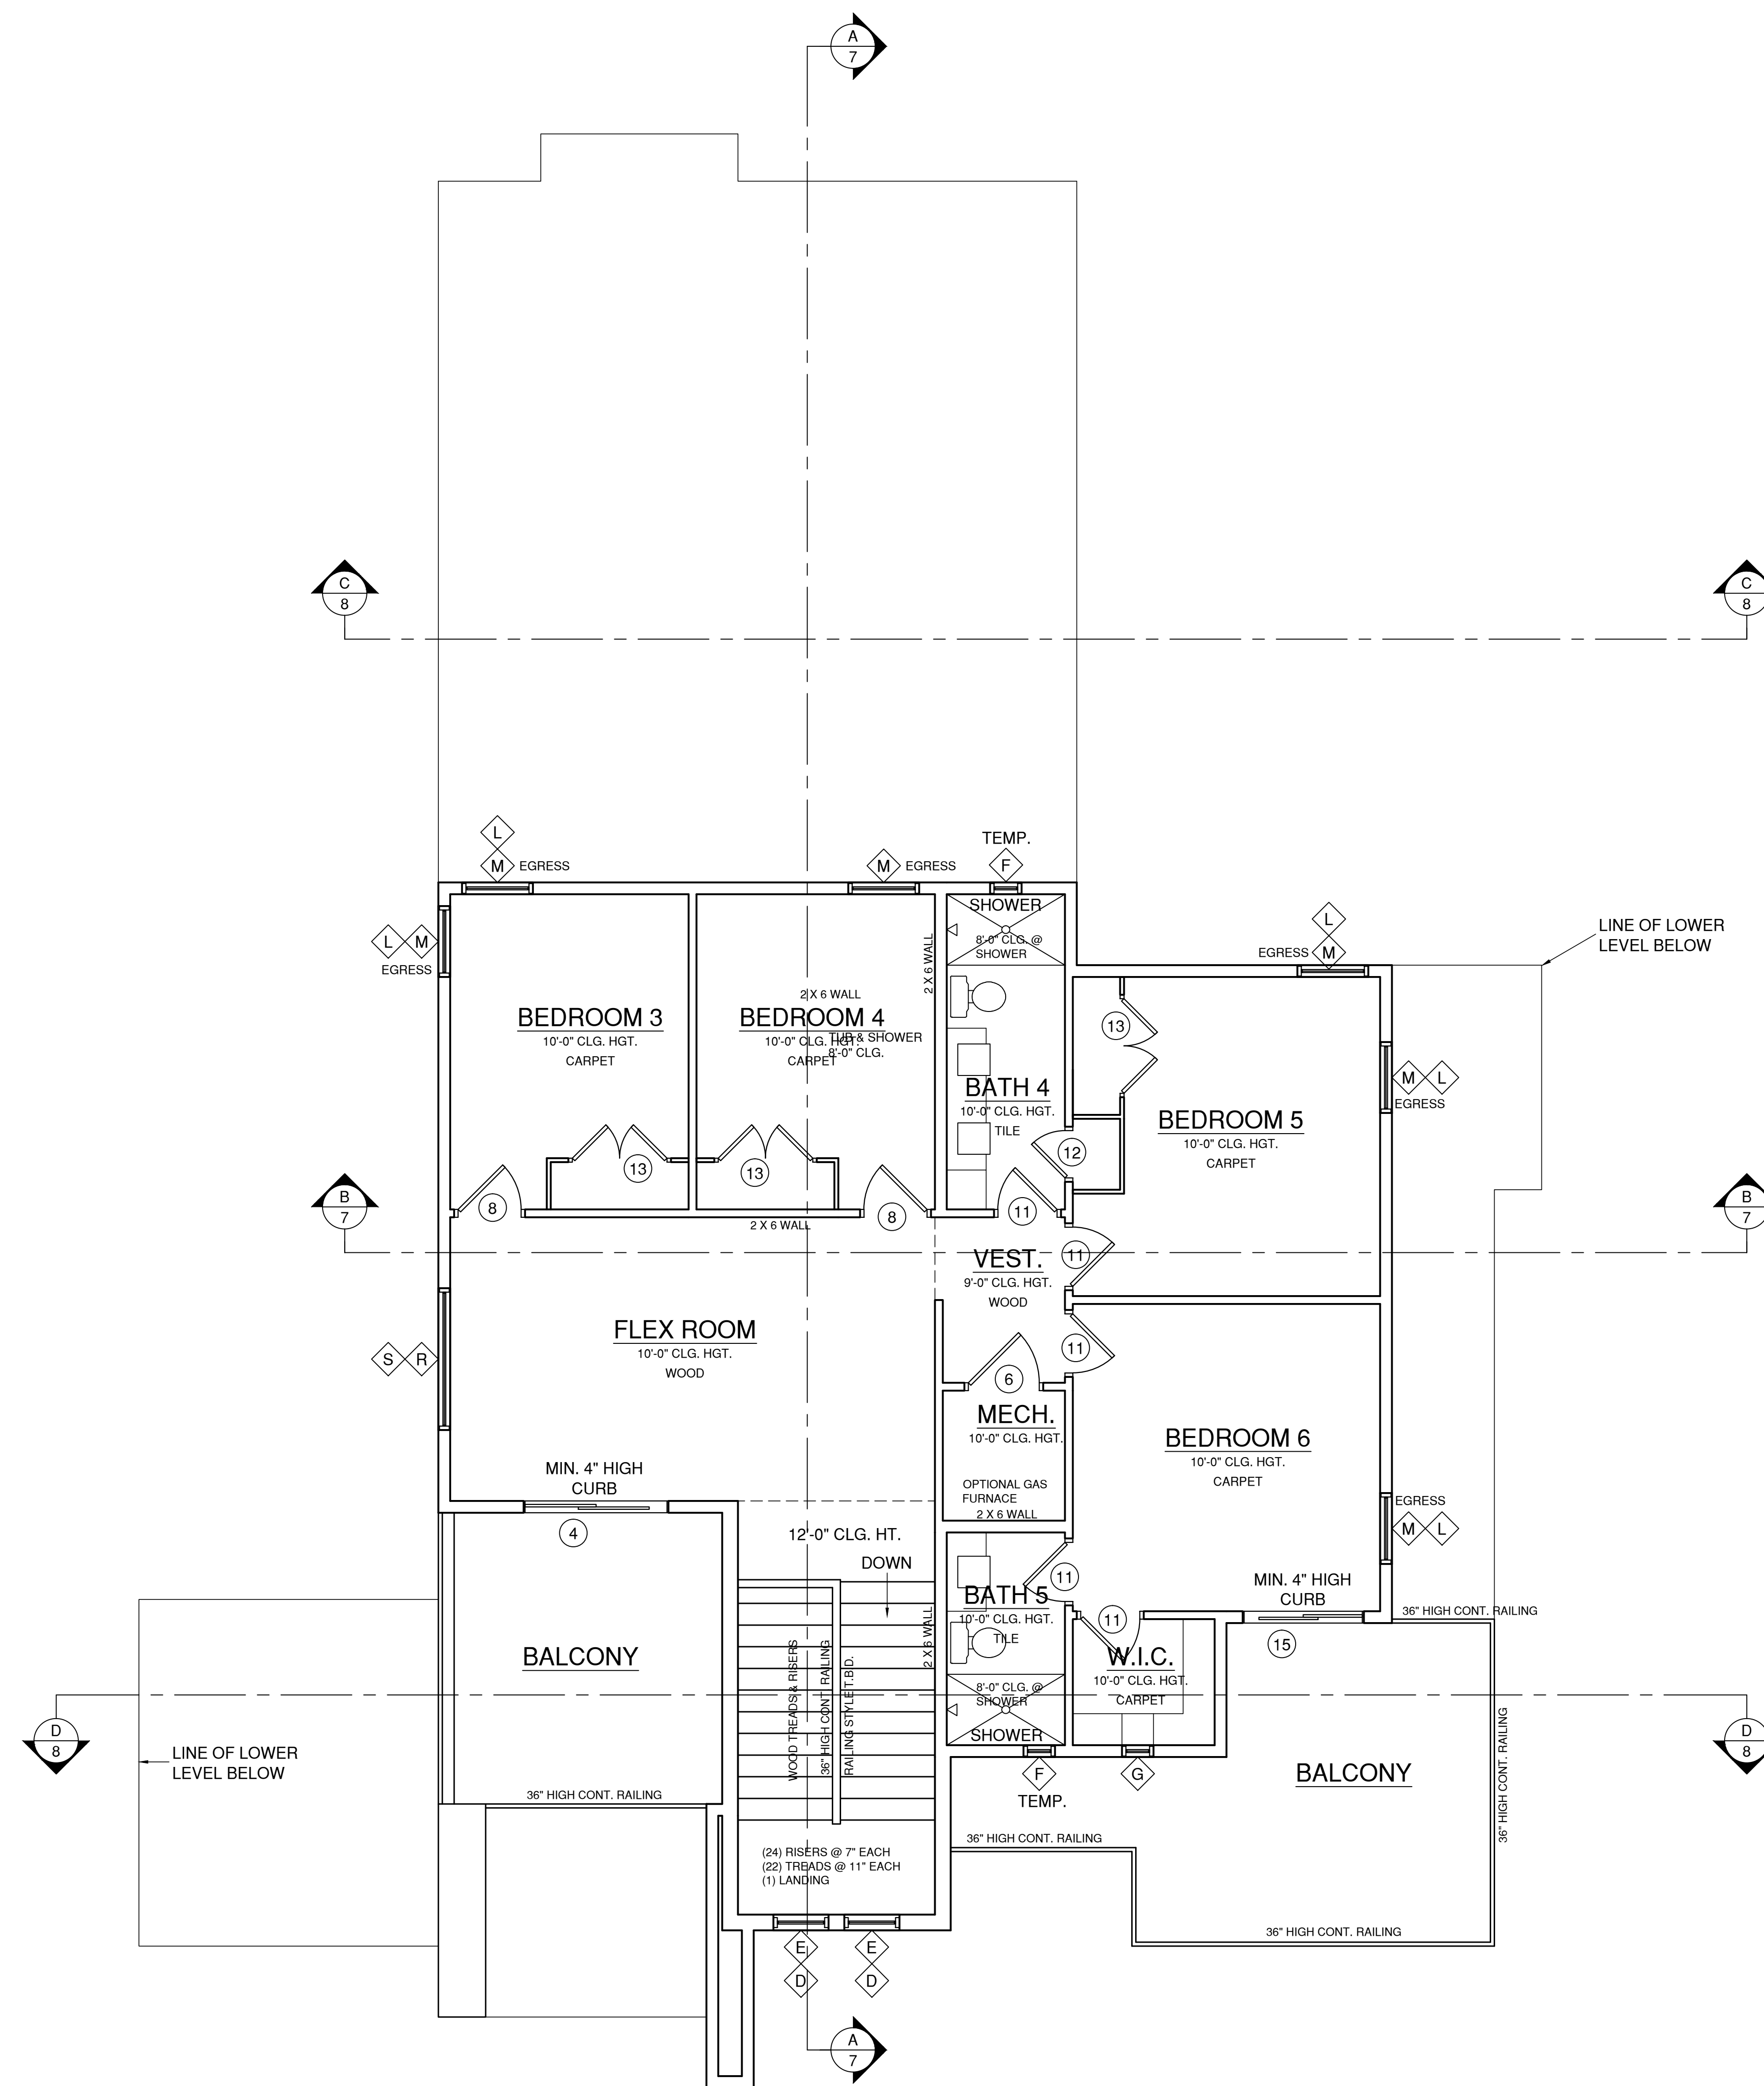 A
7
C
8
C
8
TEMP.
L
M
EGRESS
M
EGRESS
F
L
M
EGRESS
LINE OF LOWER
LEVEL BELOW
L
M
EGRESS
SHOWER
8'-0" CLG. @
SHOWER
2 X 6 WALL
2 X 6 WALL
BEDROOM 3
10'-0" CLG. HGT.
CARPET
BEDROOM 4
10'-0" CLG. HGT.
CARPET
TUB & SHOWER
8'-0" CLG.
13
M
L
EGRESS
BATH 4
10'-0" CLG. HGT.
TILE
BEDROOM 5
10'-0" CLG. HGT.
CARPET
12
13
13
8
8
11
B
7
B
7
2 X 6 WALL
VEST.
9'-0" CLG. HGT.
WOOD
11
FLEX ROOM
10'-0" CLG. HGT.
WOOD
S
R
11
6
MECH.
10'-0" CLG. HGT.
OPTIONAL GAS
FURNACE
2 X 6 WALL
BEDROOM 6
10'-0" CLG. HGT.
CARPET
MIN. 4" HIGH
CURB
4
EGRESS
M
L
12'-0" CLG. HT.
DOWN
11
BATH 5
10'-0" CLG. HGT.
TILE
11
MIN. 4" HIGH
CURB
15
36" HIGH CONT. RAILING
BALCONY
WOOD TREADS & RISERS
36" HIGH CONT. RAILING
RAILING STYLE T.B.D.
2 X 6 WALL
W.I.C.
10'-0" CLG. HGT.
CARPET
8'-0" CLG. @
SHOWER
SHOWER
D
8
D
8
LINE OF LOWER
LEVEL BELOW
36" HIGH CONT. RAILING
F
TEMP.
G
BALCONY
36" HIGH CONT. RAILING
36" HIGH CONT. RAILING
(24) RISERS @ 7" EACH
(22) TREADS @ 11" EACH
(1) LANDING
36" HIGH CONT. RAILING
E
D
E
D
A
7